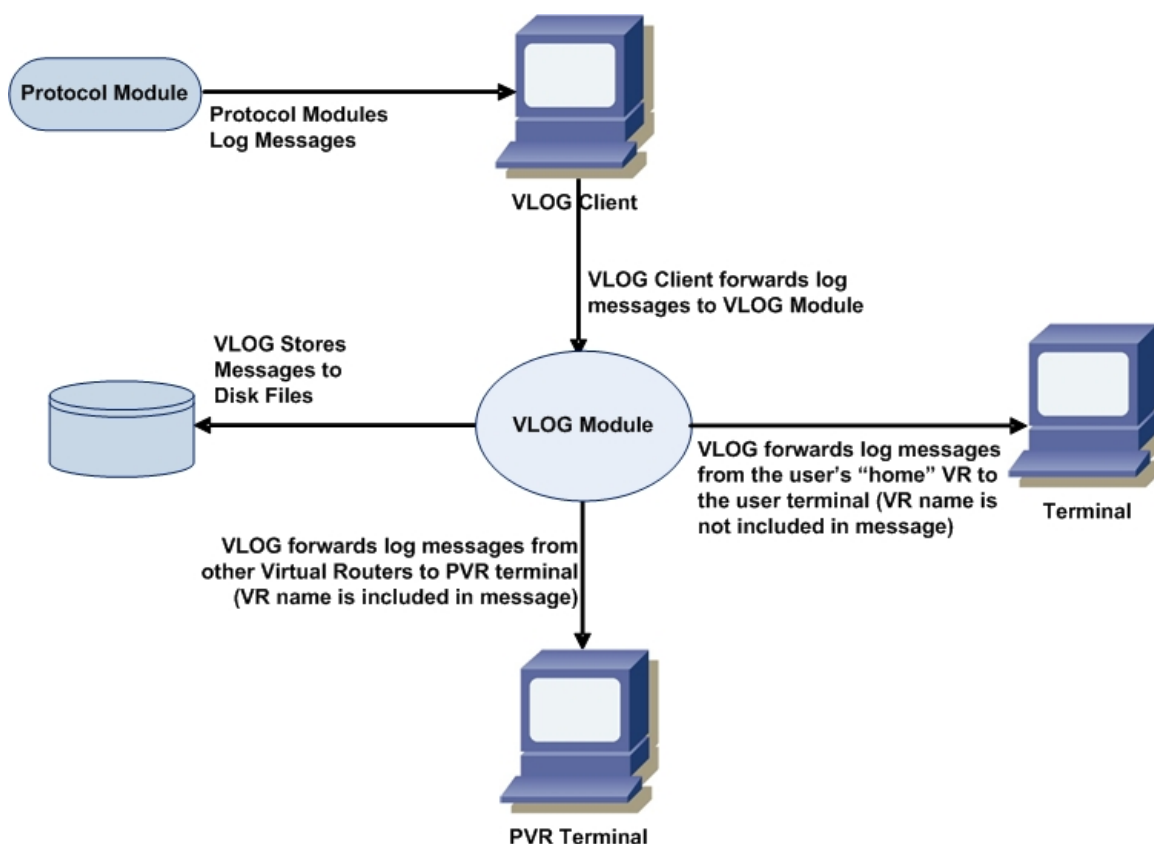 Protocol Module
Protocol Modules
Log Messages
VLOG Client
VLOG Client forwards log
messages to VLOG Module
VLOG Stores
Messages to
Disk Files
VLOG Module
VLOG forwards log messages
from the user's “home” VR to
the user terminal (VR name is
not included in message)
Terminal
VLOG forwards log messages from
other Virtual Routers to PVR terminal
(VR name is included in message)
PVR Terminal